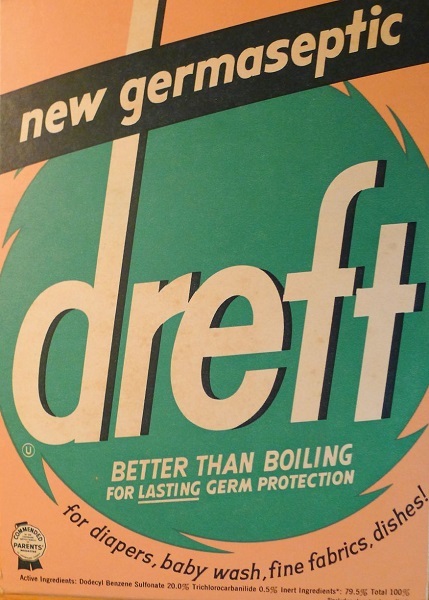 new germaseptic
dreft
U
BETTER THAN BOILING
FOR LASTING GERM PROTECTION
for diapers, baby wash, fine fabrics, dishes!
COMMENDED
PARENTS'
Active Ingredients: Dodecyl Benzene Sulfonate 20.0% Trichlorocarbanilide 0.5% Inert Ingredients*: 79.5% Total 100%